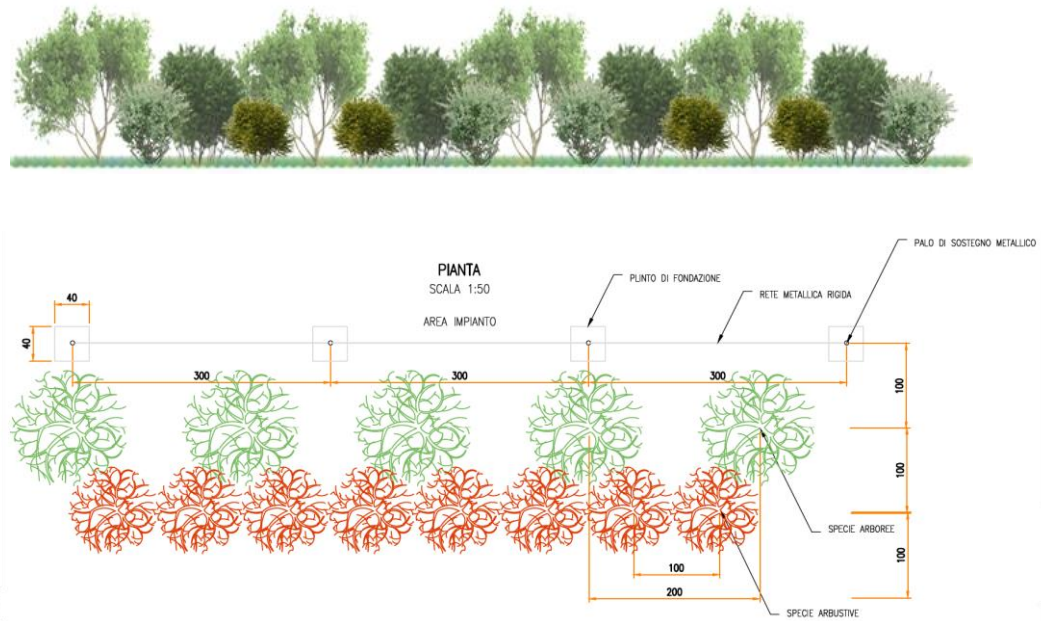 PALO DI SOSTEGNO METALLICO
PIANTA
SCALA 1:50
PLINTO DI FONDAZIONE
RETE METALLICA RIGIDA
40
AREA IMPIANTO
40
300
300
300
100
100
SPECIE ARBOREE
100
100
200
SPECIE ARBUSTIVE